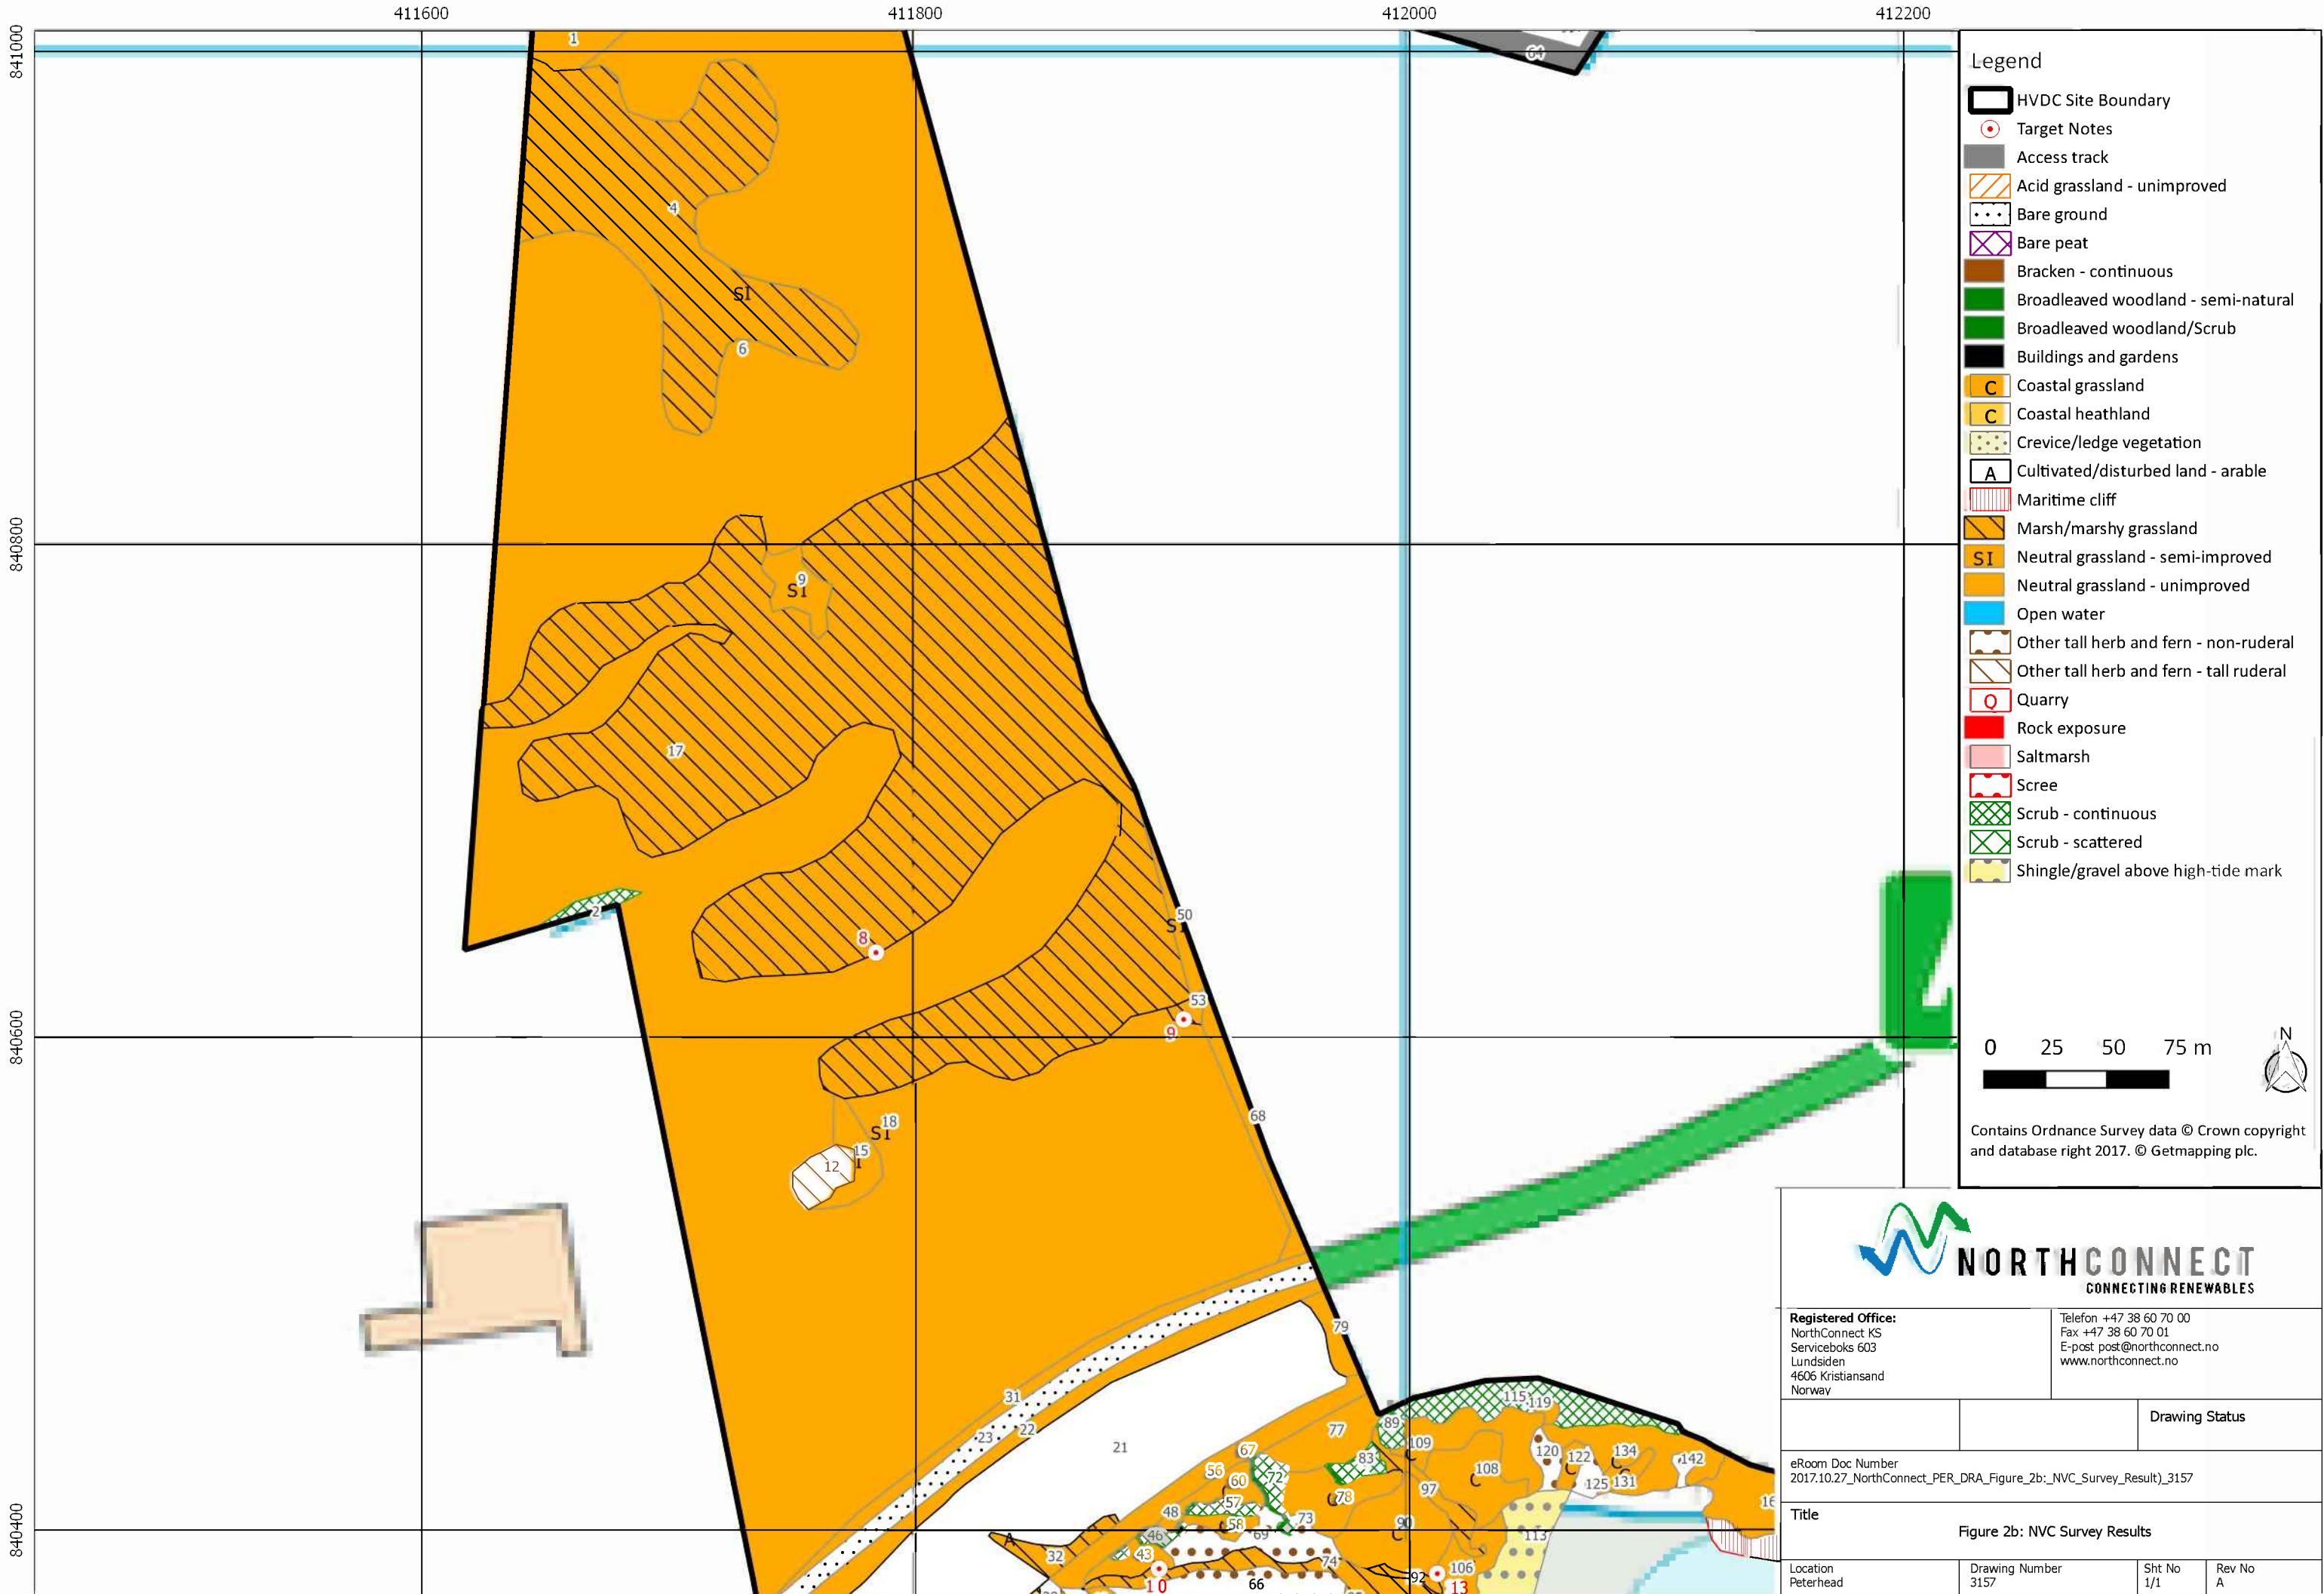 411600 411800 412000 412200
841000
840800
840600
840400
1
64
4
SI
6
9
SI
17
2
8
50
SI
53
9
68
18
SI
15
12
79
31
23
22
21
77
67
56
60
72
57
58
48
46
43
69
73
74
32
A
10
66
89
83
C78
109
C
108
C
97
90
C
92
106
13
115
119
120
122
C
134
C
125
131
142
113
16
Legend
HVDC Site Boundary
Target Notes
Access track
Acid grassland - unimproved
Bare ground
Bare peat
Bracken - continuous
Broadleaved woodland - semi-natural
Broadleaved woodland/Scrub
Buildings and gardens
C Coastal grassland
C Coastal heathland
Crevice/ledge vegetation
A Cultivated/disturbed land - arable
Maritime cliff
Marsh/marshy grassland
SI Neutral grassland - semi-improved
Neutral grassland - unimproved
Open water
Other tall herb and fern - non-ruderal
Other tall herb and fern - tall ruderal
Q Quarry
Rock exposure
Saltmarsh
Scree
Scrub - continuous
Scrub - scattered
Shingle/gravel above high-tide mark
0 25 50 75 m
N
Contains Ordnance Survey data © Crown copyright
and database right 2017. © Getmapping plc.
NORTHCONNECT
CONNECTING RENEWABLES
Registered Office:
NorthConnect KS
Serviceboks 603
Lundsiden
4606 Kristiansand
Norway
Telefon +47 38 60 70 00
Fax +47 38 60 70 01
E-post post@northconnect.no
www.northconnect.no
Drawing Status
eRoom Doc Number
2017.10.27_NorthConnect_PER_DRA_Figure_2b:_NVC_Survey_Result)_3157
Title
Figure 2b: NVC Survey Results
Location
Peterhead
Drawing Number
3157
Sht No
1/1
Rev No
A